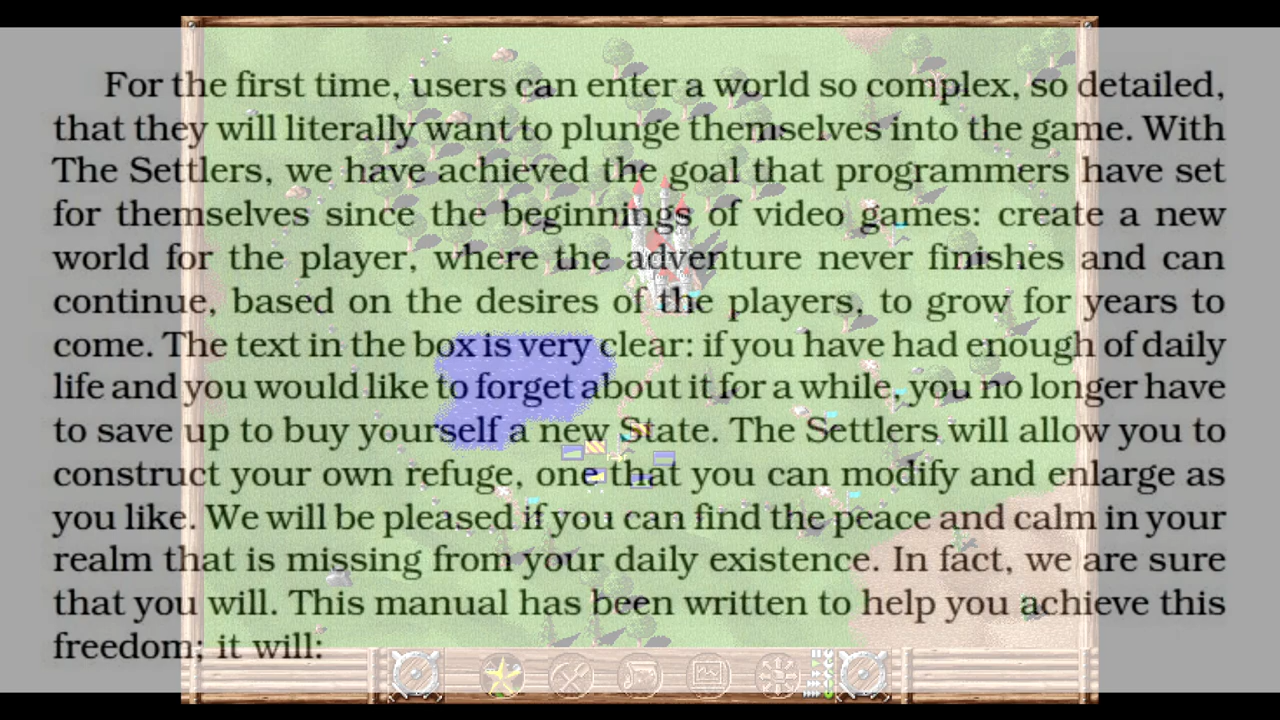 For the first time, users can enter a world so complex, so detailed,
that they will literally want to plunge themselves into the game. With
The Settlers, we have achieved the goal that programmers have set
for themselves since the beginnings of video games: create a new
world for the player, where the adventure never finishes and can
continue, based on the desires of the players, to grow for years to
come. The text in the box is very clear: if you have had enough of daily
life and you would like to forget about it for a while, you no longer have
to save up to buy yourself a new State. The Settlers will allow you to
construct your own refuge, one that you can modify and enlarge as
you like. We will be pleased if you can find the peace and calm in your
realm that is missing from your daily existence. In fact, we are sure
that you will. This manual has been written to help you achieve this
freedom; it will: